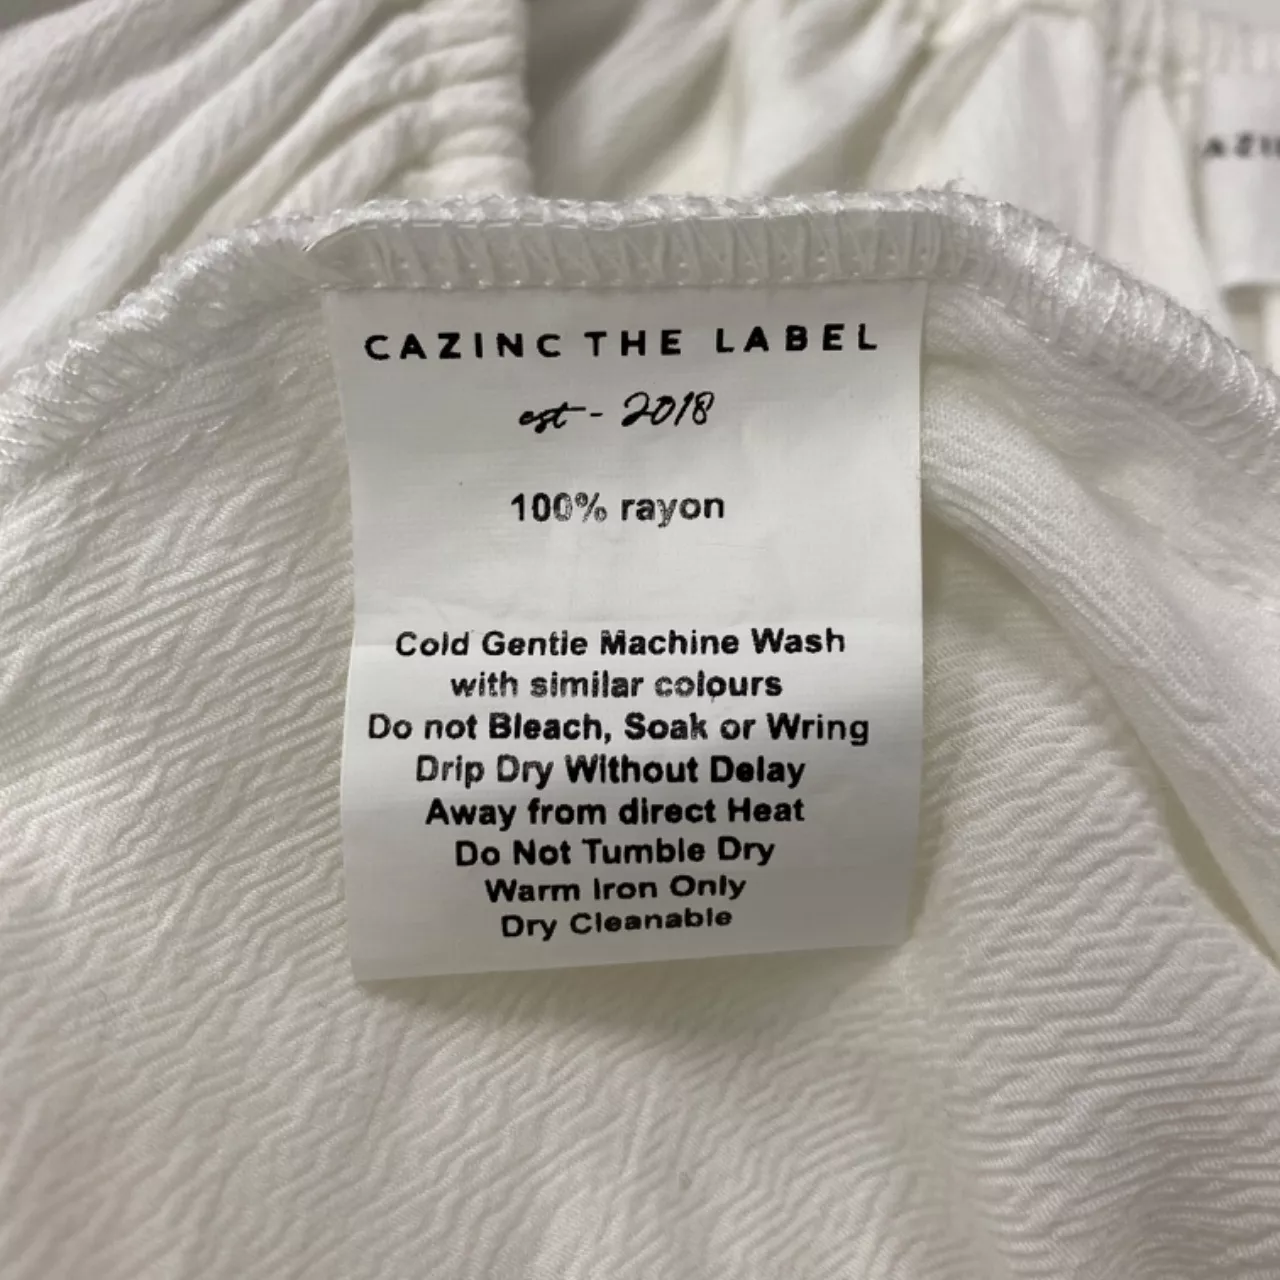 CAZINC THE LABEL
est - 2018
100% rayon
Cold Gentle Machine Wash
with similar colours
Do not Bleach, Soak or Wring
Drip Dry Without Delay
Away from direct Heat
Do Not Tumble Dry
Warm Iron Only
Dry Cleanable